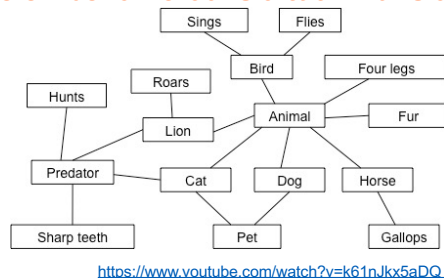 Sings
Flies
Bird
Four legs
Roars
Hunts
Animal
Fur
Lion
Predator
Cat
Dog
Horse
Sharp teeth
Pet
Gallops
https://www.youtube.com/watch?v=k61nJkx5aDQ